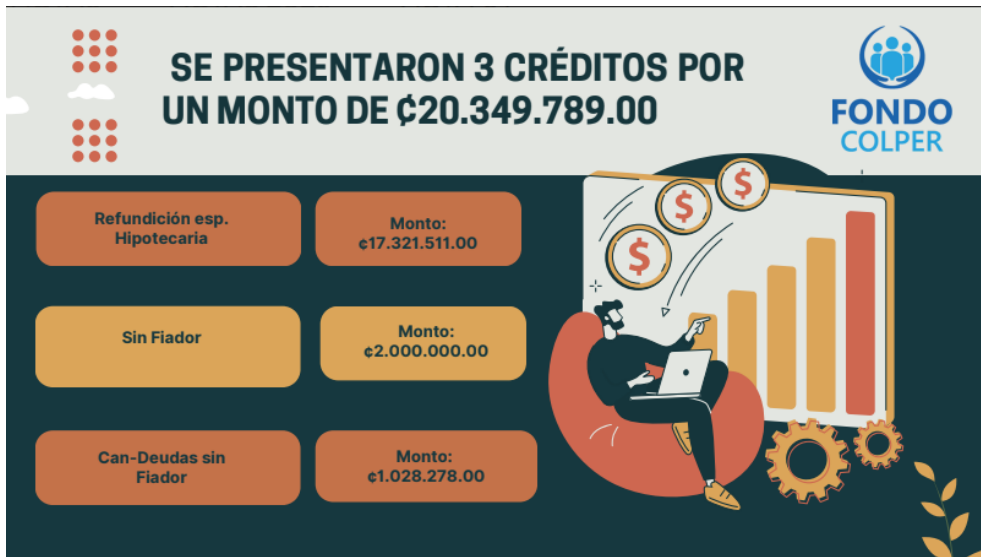 SE PRESENTARON 3 CRÉDITOS POR
UN MONTO DE ₡20.349.789.00
FONDO
COLPER
Refundición esp.
Hipotecaria
Monto:
¢17.321.511.00
Sin Fiador
Monto:
¢2.000.000.00
Can-Deudas sin
Fiador
Monto:
¢1.028.278.00
$
$
$